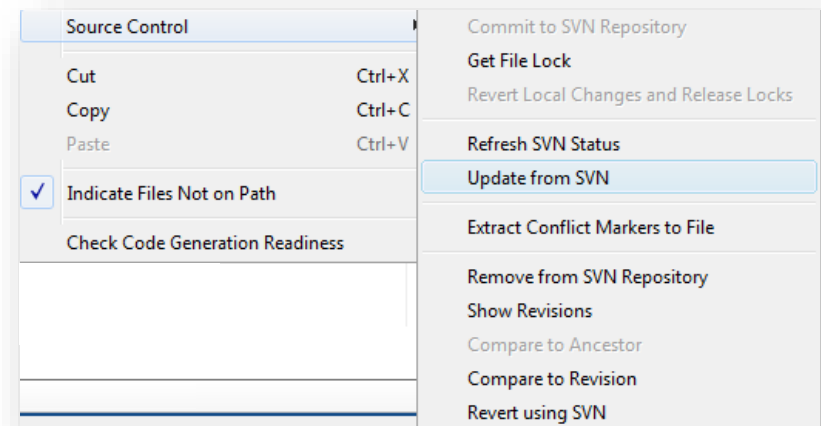 Source Control
Cut Ctrl+X
Copy Ctrl+C
Paste Ctrl+V
Indicate Files Not on Path
Check Code Generation Readiness
Commit to SVN Repository
Get File Lock
Revert Local Changes and Release Locks
Refresh SVN Status
Update from SVN
Extract Conflict Markers to File
Remove from SVN Repository
Show Revisions
Compare to Ancestor
Compare to Revision
Revert using SVN